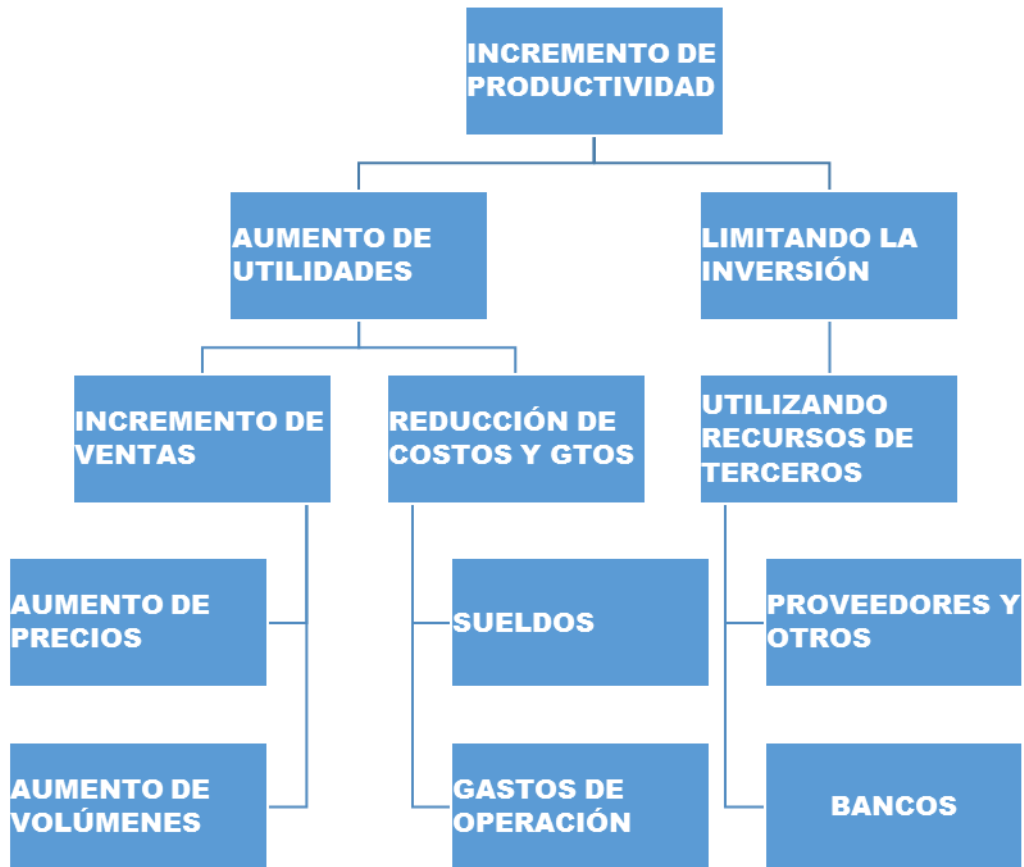 INCREMENTO DE
PRODUCTIVIDAD
AUMENTO DE
UTILIDADES
LIMITANDO LA
INVERSIÓN
INCREMENTO DE
VENTAS
REDUCCIÓN DE
COSTOS Y GTOS
UTILIZANDO
RECURSOS DE
TERCEROS
AUMENTO DE
PRECIOS
SUELDOS
PROVEEDORES Y
OTROS
AUMENTO DE
VOLÚMENES
GASTOS DE
OPERACIÓN
BANCOS